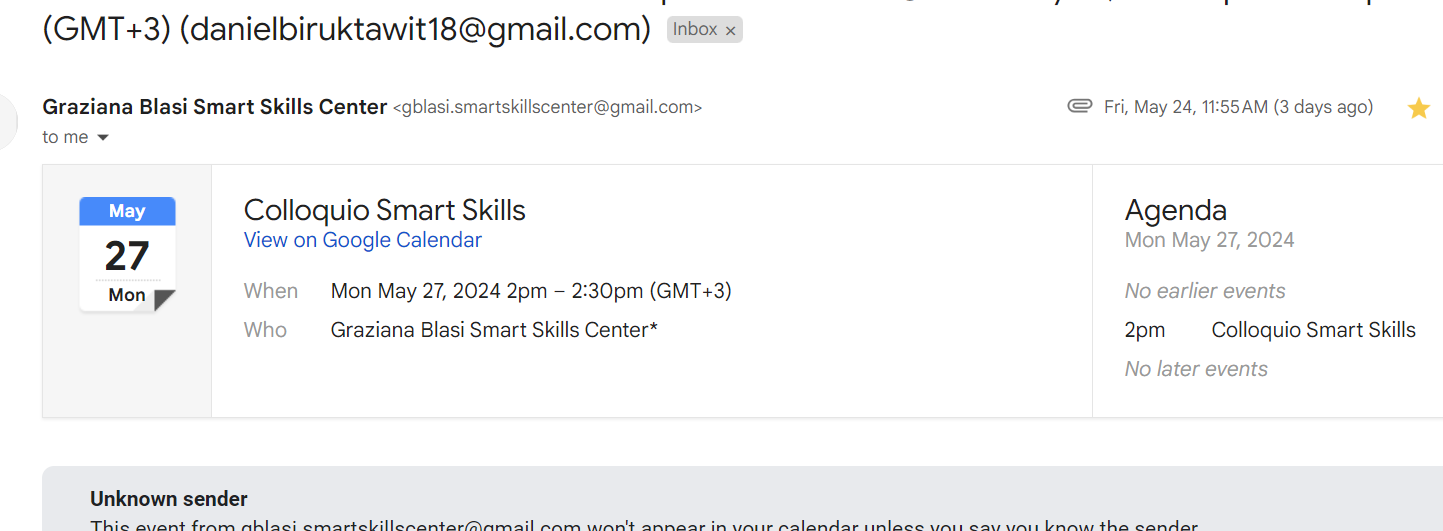 (GMT+3) (danielbiruktawit18@gmail.com) Inbox ×
Graziana Blasi Smart Skills Center <gblasi.smartskillscenter@gmail.com>
Fri, May 24, 11:55 AM (3 days ago)
to me
May
27
Mon
Colloquio Smart Skills
View on Google Calendar
When Mon May 27, 2024 2pm – 2:30pm (GMT+3)
Who Graziana Blasi Smart Skills Center*
Agenda
Mon May 27, 2024
No earlier events
2pm Colloquio Smart Skills
No later events
Unknown sender
This event from gblasi.smartskillscenter@gmail.com won't appear in your calendar unless you say you know the sender